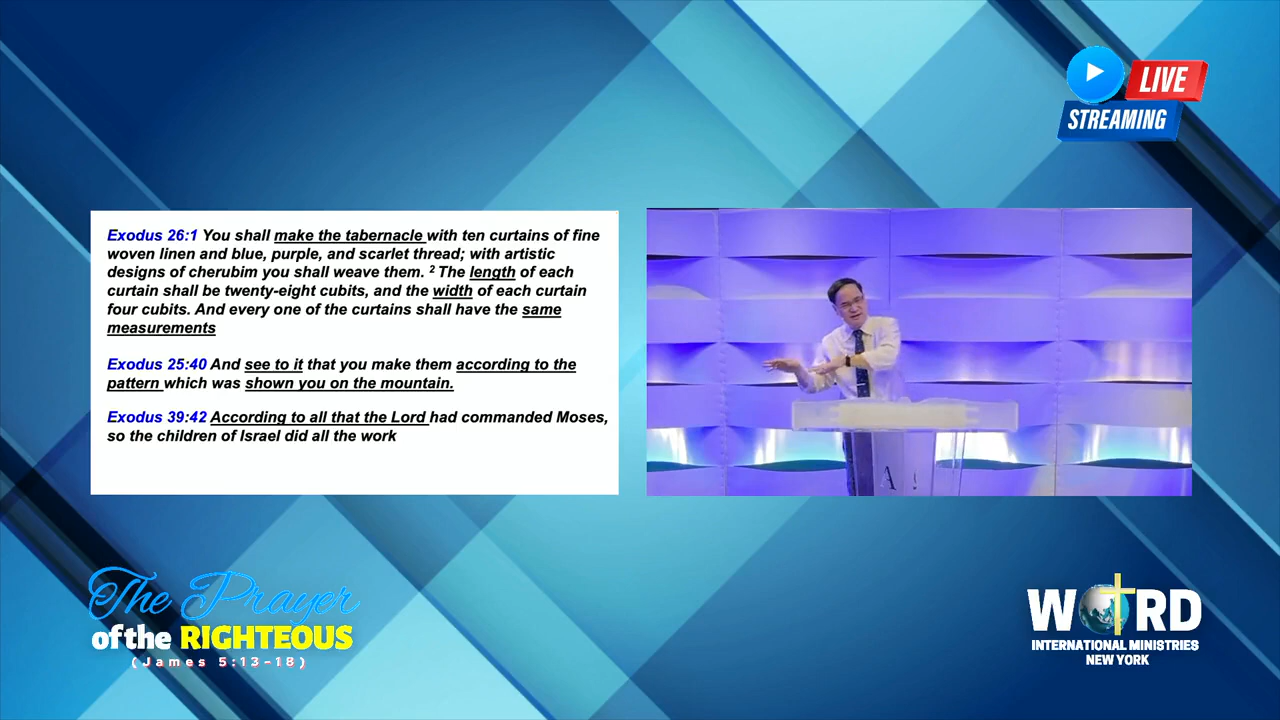 LIVE
STREAMING
Exodus 26:1 You shall make the tabernacle with ten curtains of fine
woven linen and blue, purple, and scarlet thread; with artistic
designs of cherubim you shall weave them. 2 The length of each
curtain shall be twenty-eight cubits, and the width of each curtain
four cubits. And every one of the curtains shall have the same
measurements
Exodus 25:40 And see to it that you make them according to the
pattern which was shown you on the mountain.
Exodus 39:42 According to all that the Lord had commanded Moses,
so the children of Israel did all the work
The Prayer
of the RIGHTEOUS
(James 5:13-18)
WORD
INTERNATIONAL MINISTRIES
NEW YORK